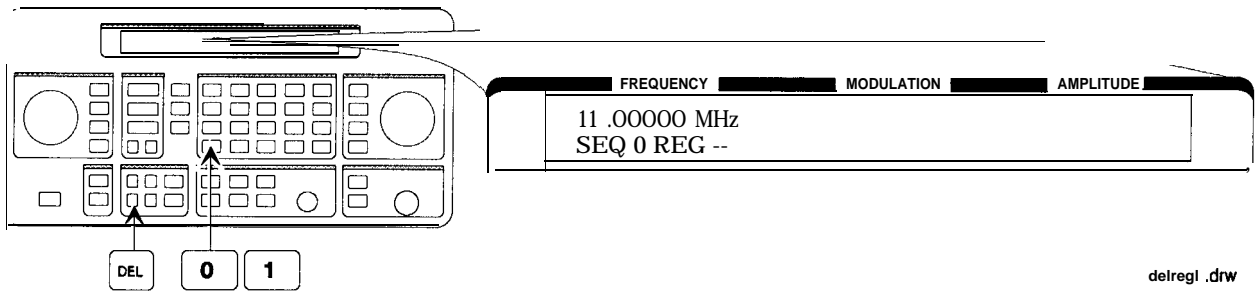 FREQUENCY MODULATION AMPLITUDE
11 .00000 MHz
SEQ 0 REG --
DEL 0 1
delregl .drw